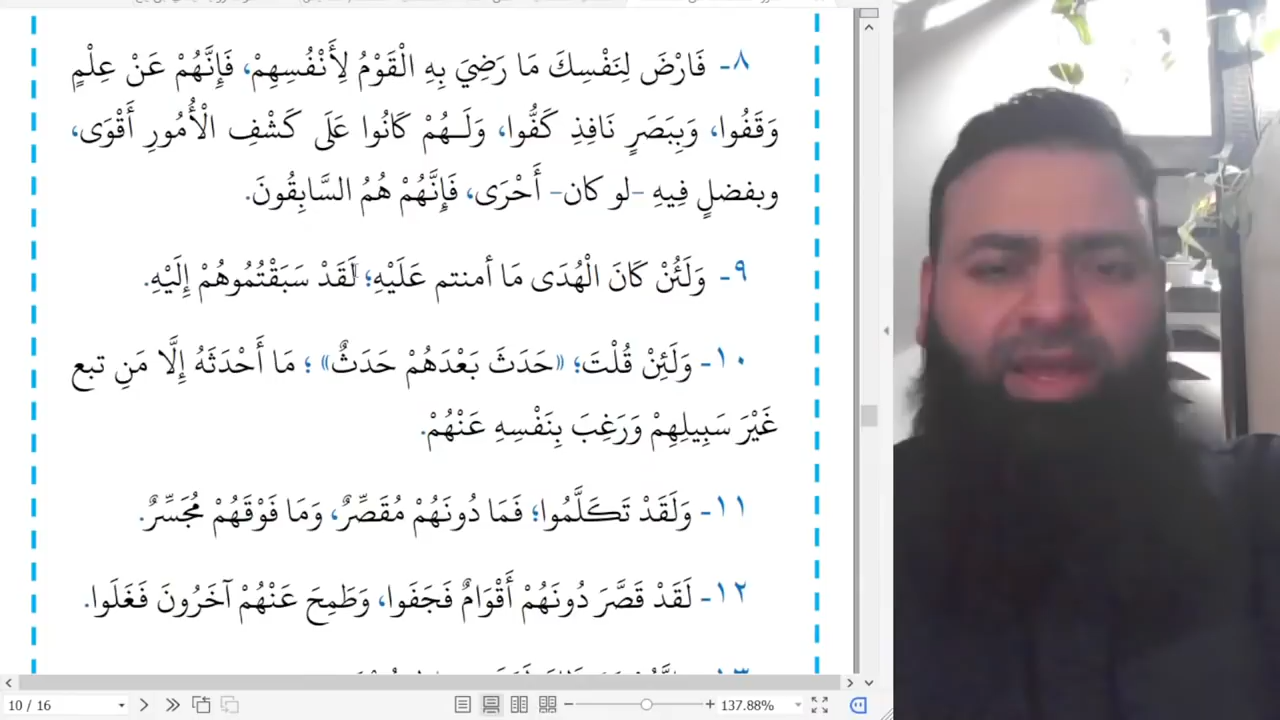 ٨- فَارْضَ لِنَفْسِكَ مَا رَضِيَ بِهِ الْقَوْمُ لِأَنْفُسِهِمْ، فَإِنَّهُمْ عَنْ عِلْمٍ
وَقَفُوا، وَبِبَصَرٍ نَافِذِ كَفُّوا، وَلَـهُمْ كَانُوا عَلَى كَشْفِ الْأُمُورِ أَقْوَى،
وبفضلٍ فِيهِ -لو كان- أَحْرَى، فَإِنَّهُمْ هُمُ السَّابِقُونَ.
٩- وَلَئُنْ كَانَ الْهُدَى مَا أمنتم عَلَيْهِ؛ لَقَدْ سَبَقْتُمُوهُمْ إِلَيْهِ.
١٠- وَلَئِنْ قُلْتَ؛ «حَدَثَ بَعْدَهُمْ حَدَثٌ» ؛ مَا أَحْدَثَهُ إِلَّا مَنِ تبع
غَيْرَ سَبِيلِهِمْ وَرَغِبَ بِنَفْسِهِ عَنْهُمْ.
١١- وَلَقَدْ تَكَلَّمُوا؛ فَمَا دُونَهُمْ مُقَصِّرٌ، وَمَا فَوْقَهُمْ مُجَسِّرٌ.
١٢- لَقَدْ قَصَّرَ دُونَهُمْ أَقْوَامٌ فَجَفَوا، وَطَمِحَ عَنْهُمْ آخَرُونَ فَغَلَوا.
10 / 16
137.88%